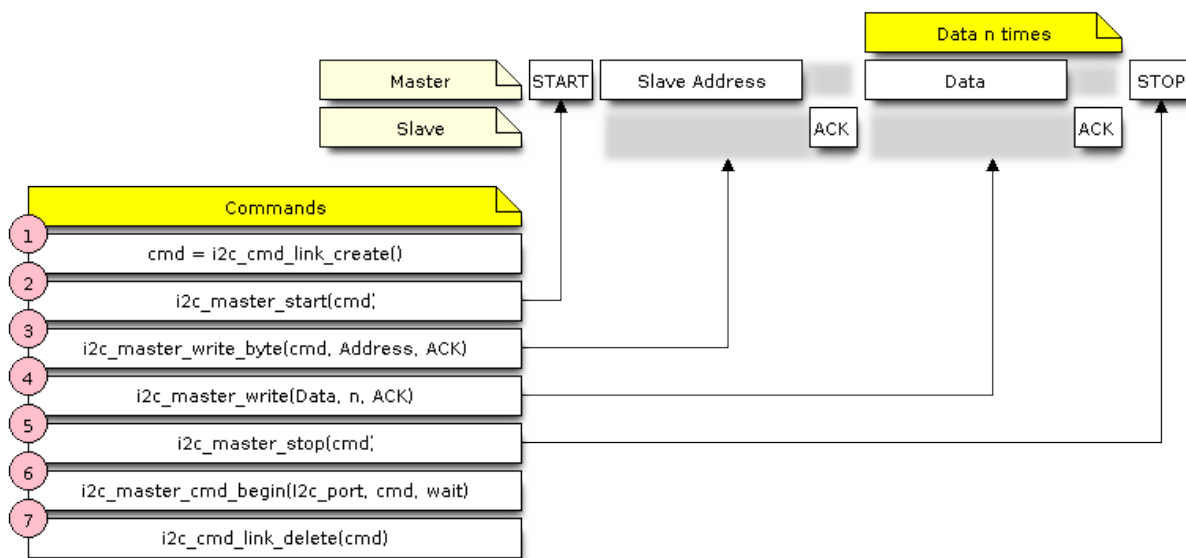 Data n times
Master START Slave Address Data STOP
Slave ACK ACK
Commands
1 cmd = i2c_cmd_link_create()
2 i2c_master_start(cmd;
3 i2c_master_write_byte(cmd, Address, ACK)
4 i2c_master_write(Data, n, ACK)
5 i2c_master_stop(cmd;
6 i2c_master_cmd_begin(I2c_port, cmd, wait)
7 i2c_cmd_link_delete(cmd)